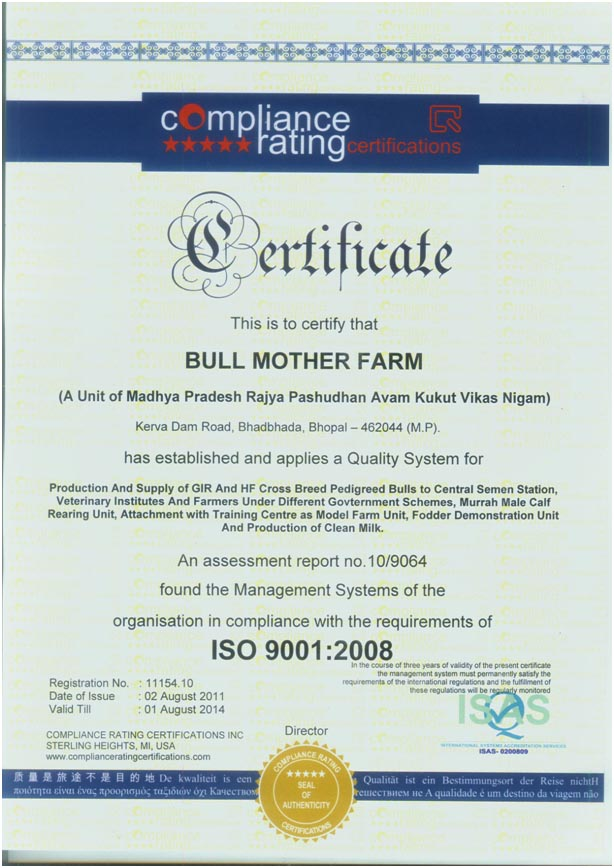 compliance
rating certifications
Certificate
This is to certify that
BULL MOTHER FARM
(A Unit of Madhya Pradesh Rajya Pashudhan Avam Kukut Vikas Nigam)
Kerva Dam Road, Bhadbhada, Bhopal – 462044 (M.P).
has established and applies a Quality System for
Production And Supply of GIR And HF Cross Breed Pedigreed Bulls to Central Semen Station,
Veterinary Institutes And Farmers Under Different Govternment Schemes, Murrah Male Calf
Rearing Unit, Attachment with Training Centre as Model Farm Unit, Fodder Demonstration Unit
And Production of Clean Milk.
An assessment report no.10/9064
found the Management Systems of the
organisation in compliance with the requirements of
ISO 9001:2008
In the course of three years of validity of the present certificate
the management system must permanently satisfy the
requirements of the international regulations and the fulfillment of
these regulations will be regularly monitored
Registration No. : 11154.10
Date of Issue : 02 August 2011
Valid Till : 01 August 2014
ISAS
INTERNATIONAL SYSTEMS ACCREDITATION SERVICES
ISAS- 0200809
COMPLIANCE RATING CERTIFICATIONS INC
STERLING HEIGHTS, MI, USA
www.complianceratingcertifications.com
Director
COMPLIANCE RATING
SEAL
OF
AUTHENTICITY
CERTIFICATIONS
质量是旅途不是目的地 De kwaliteit is een Qualität ist ein Bestimmungsort der Reise nichtH
ποιότητα είναι ένας προορισμός ταξιδιών όχι Качество ешествием не A qualidade é um destino da viagem não